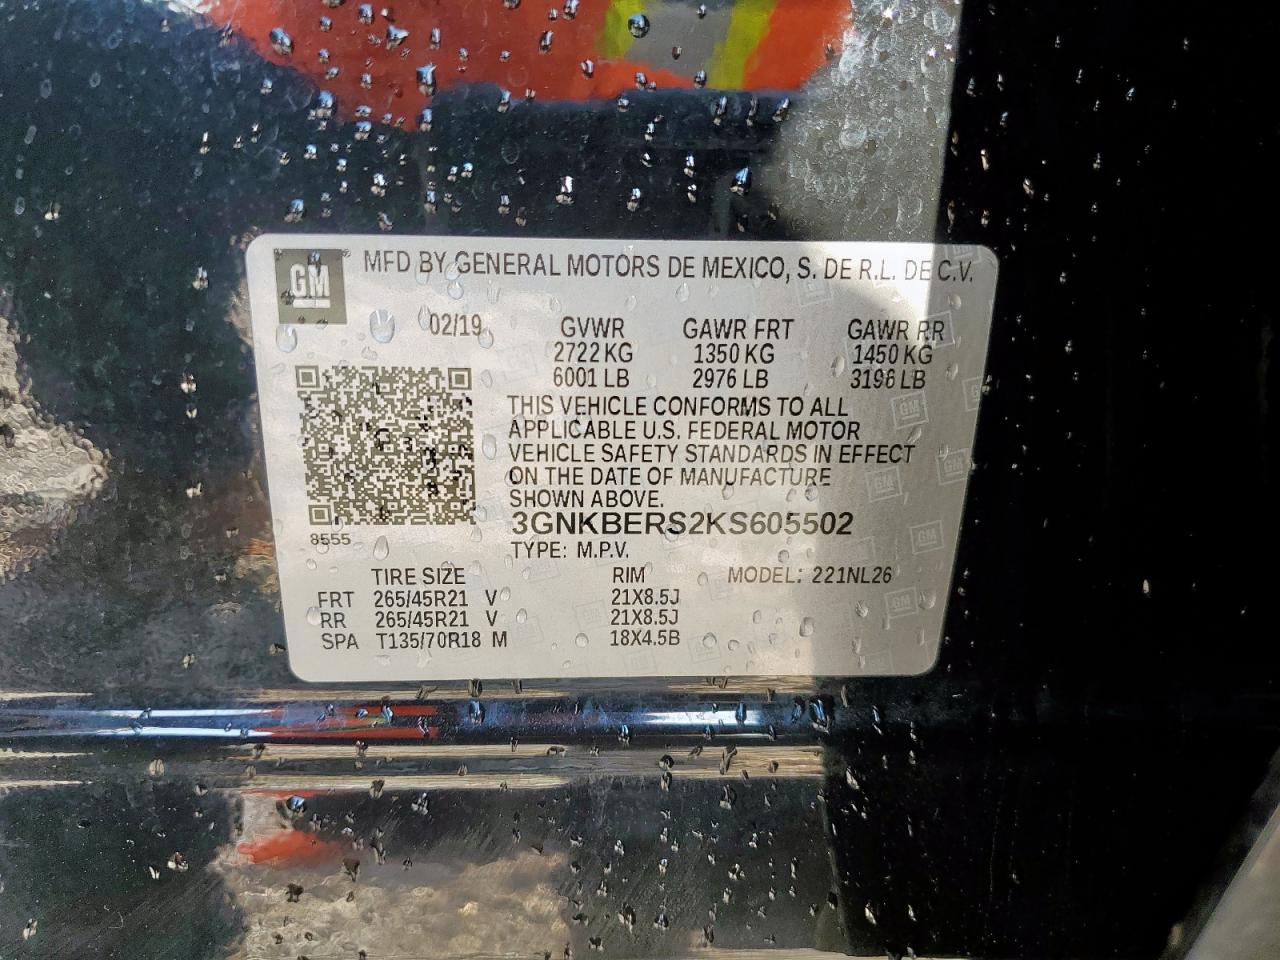 GM MFD BY GENERAL MOTORS DE MEXICO, S. DE R.L. DE C.V.
02/19 GVWR GAWR FRT GAWR RR
2722 KG 1350 KG 1450 KG
6001 LB 2976 LB 3196 LB
THIS VEHICLE CONFORMS TO ALL
APPLICABLE U.S. FEDERAL MOTOR
VEHICLE SAFETY STANDARDS IN EFFECT
ON THE DATE OF MANUFACTURE
SHOWN ABOVE.
3GNKBERS2KS605502
8555
TYPE: M.P.V.
TIRE SIZE RIM MODEL: 221NL26
FRT 265/45R21 V 21X8.5J
RR 265/45R21 V 21X8.5J
SPA T135/70R18 M 18X4.5B